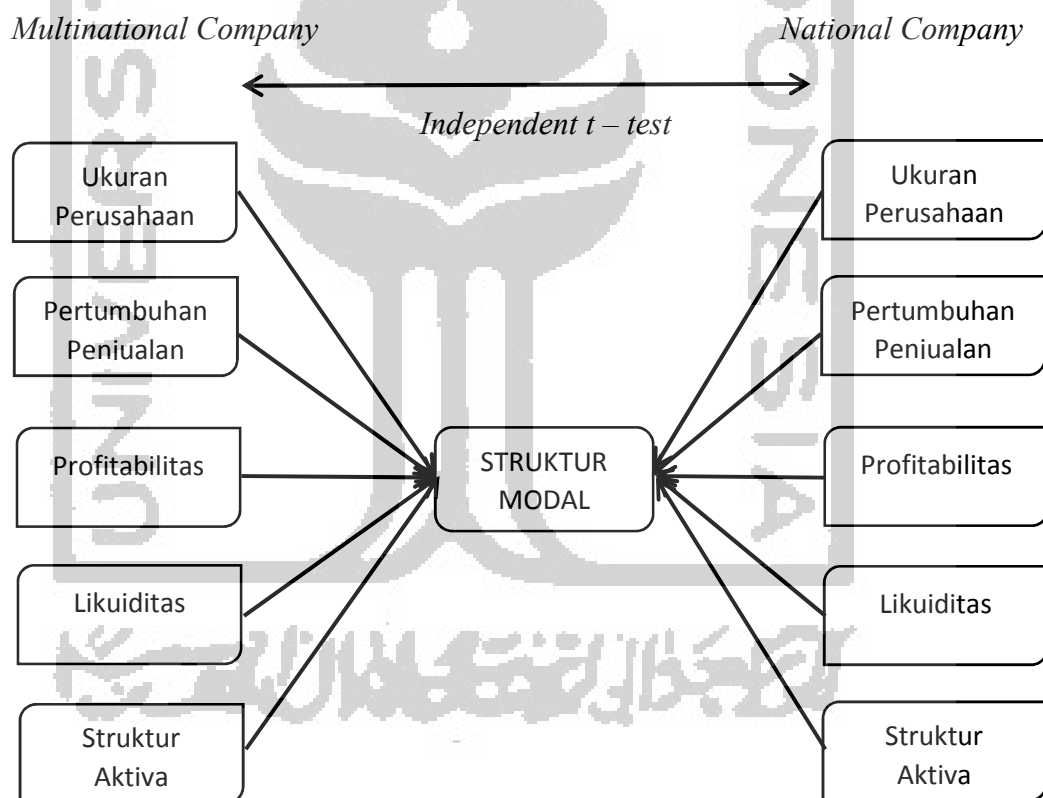 Multinational Company
National Company
Independent t – test
Ukuran
Perusahaan
Pertumbuhan
Penjualan
Profitabilitas
Likuiditas
Struktur
Aktiva
STRUKTUR
MODAL
Ukuran
Perusahaan
Pertumbuhan
Penjualan
Profitabilitas
Likuiditas
Struktur
Aktiva